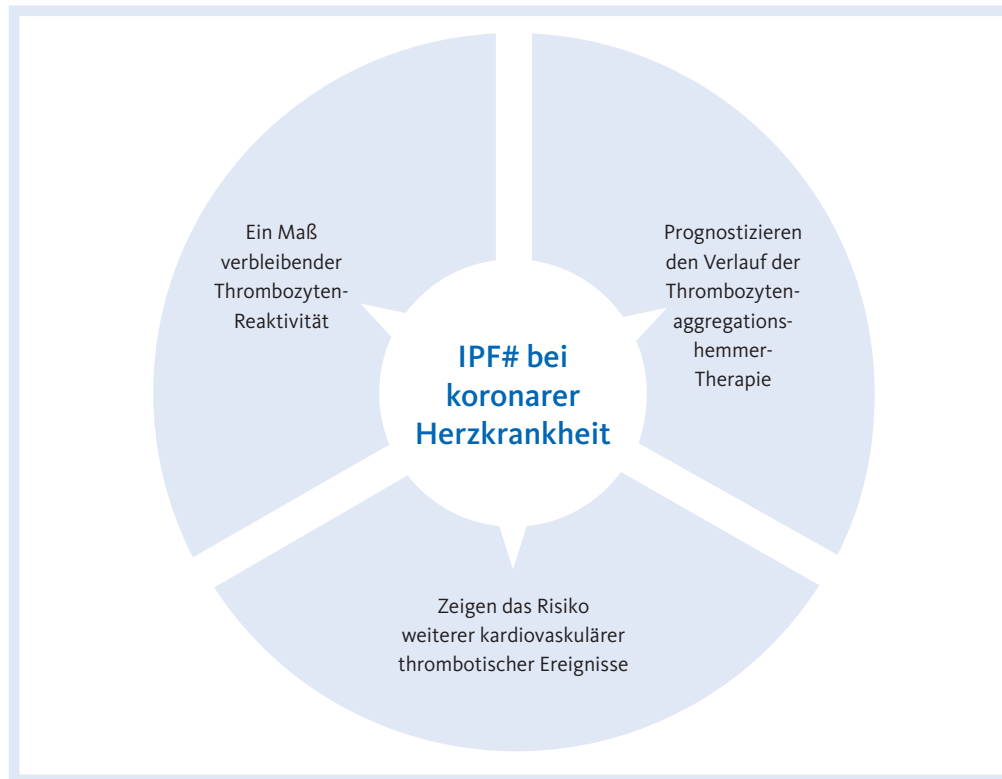 Ein Maß
verbleibender
Thrombozyten-
Reaktivität
Prognostizieren
den Verlauf der
Thrombozyten-
aggregations-
hemmer-
Therapie
IPF# bei
koronarer
Herzkrankheit
Zeigen das Risiko
weiterer kardiovaskulärer
thrombotischer Ereignisse